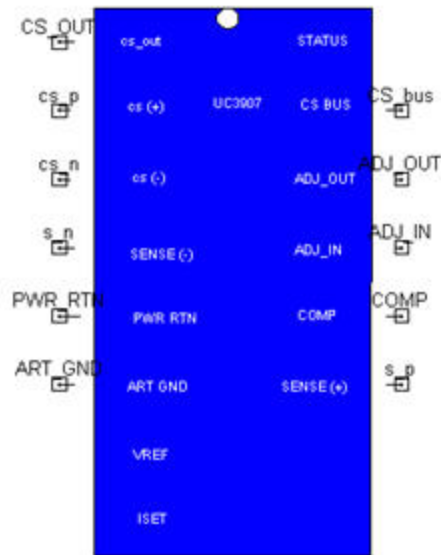 CS_OUT cs_out STATUS
cs_p cs (+) UC3907 CS BUS CS_bus
cs_n cs (-) ADJ_OUT ADJ_OUT
s_n SENSE (-) ADJ_IN ADJ_IN
PWR_RTN PWR RTN COMP COMP
ART_GND ART GND SENSE (+) s_p
VREF
ISET